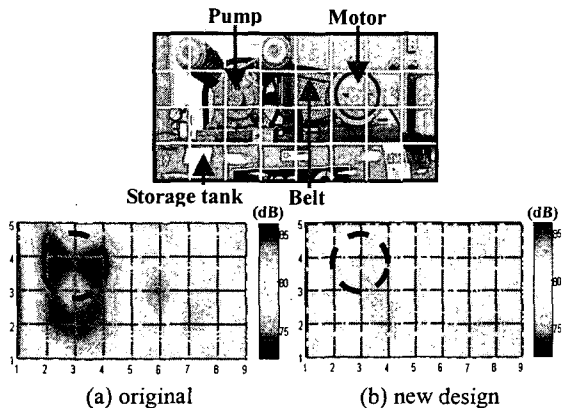 Pump Motor
Storage tank Belt
(dB) (dB)
5 85 5 85
4 4
80 80
3 3
2 75 2 75
1 1
1 2 3 4 5 6 7 8 9 1 2 3 4 5 6 7 8 9
(a) original (b) new design